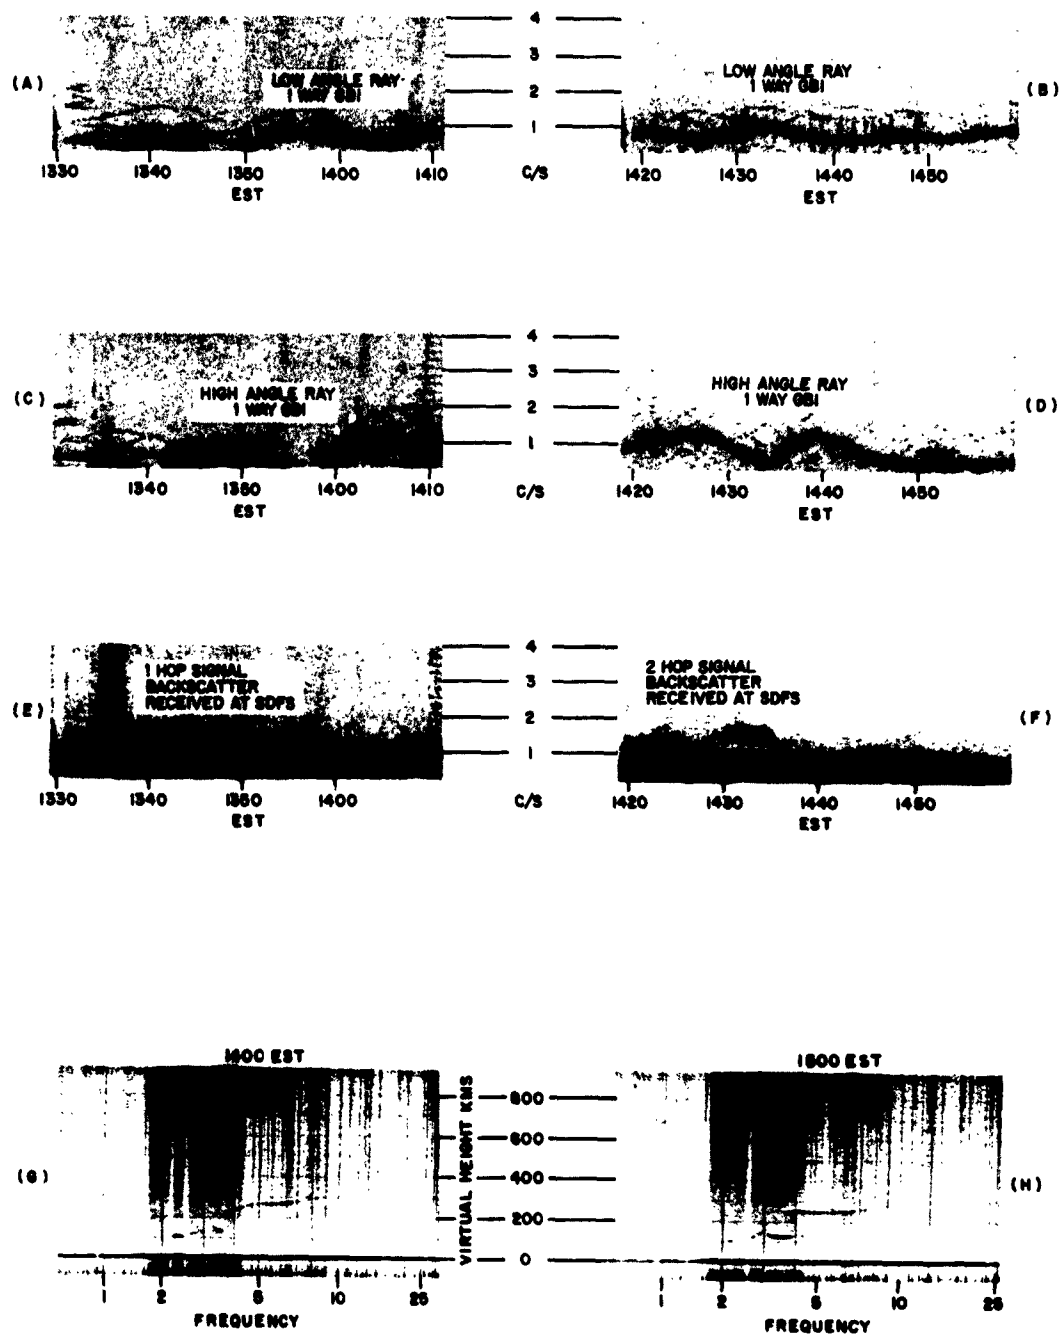 4
3
2
1
(A)
LOW ANGLE RAY
1 WAY GBI
LOW ANGLE RAY
1 WAY GBI
(B)
1330 1340 1350 1400 1410 C/S 1420 1430 1440 1450
EST EST
4
3
2
1
(C)
HIGH ANGLE RAY
1 WAY GBI
HIGH ANGLE RAY
1 WAY GBI
(D)
1340 1350 1400 1410 C/S 1420 1430 1440 1450
EST EST
4
3
2
1
(E)
1 HOP SIGNAL
BACKSCATTER
RECEIVED AT SDFS
2 HOP SIGNAL
BACKSCATTER
RECEIVED AT SDFS
(F)
1330 1340 1350 1400 C/S 1420 1430 1440 1450
EST EST
1400 EST 1500 EST
VIRTUAL HEIGHT KMS
800
600
400
200
0
(G) (H)
1 2 5 10 25 1 2 5 10 25
FREQUENCY FREQUENCY